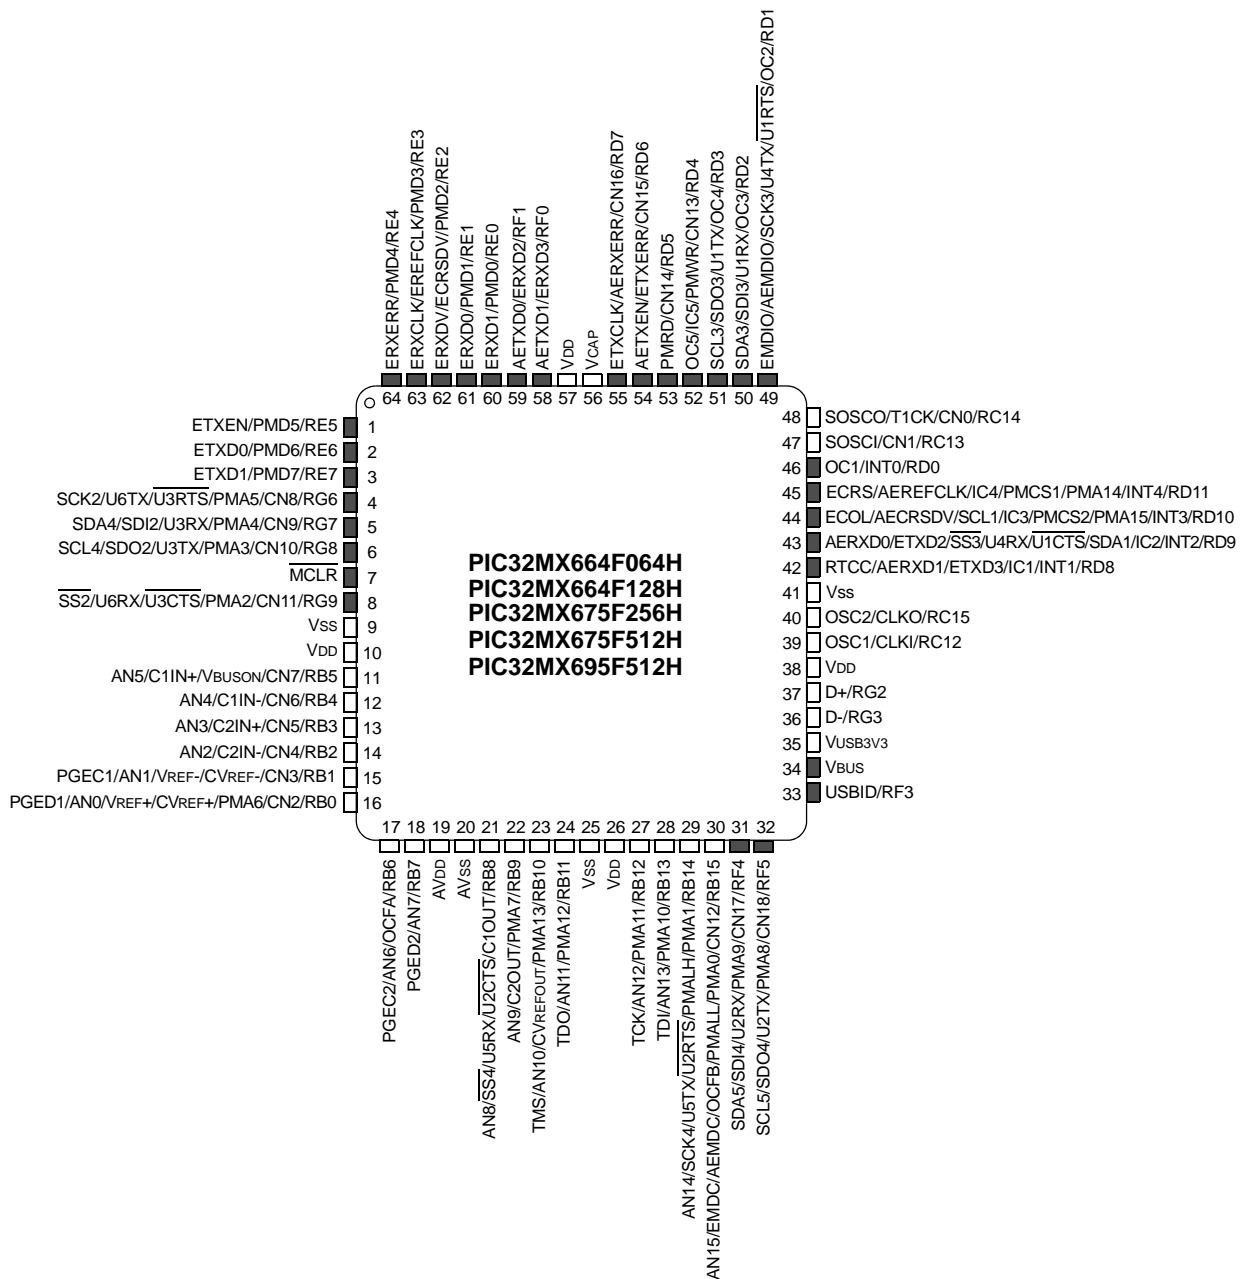 ERXERR/PMD4/RE4
ERXCLK/EREFCLK/PMD3/RE3
ERXDV/ECRSDV/PMD2/RE2
ERXD0/PMD1/RE1
ERXD1/PMD0/RE0
AETXD0/ERXD2/RF1
AETXD1/ERXD3/RF0
VDD
VCAP
ETXCLK/AERXERR/CN16/RD7
AETXEN/ETXERR/CN15/RD6
PMRD/CN14/RD5
OC5/IC5/PMWR/CN13/RD4
SCL3/SDO3/U1TX/OC4/RD3
SDA3/SDI3/U1RX/OC3/RD2
EMDIO/AEMDIO/SCK3/U4TX/U1RTS/OC2/RD1
64 63 62 61 60 59 58 57 56 55 54 53 52 51 50 49
ETXEN/PMD5/RE5 1
ETXD0/PMD6/RE6 2
ETXD1/PMD7/RE7 3
SCK2/U6TX/U3RTS/PMA5/CN8/RG6 4
SDA4/SDI2/U3RX/PMA4/CN9/RG7 5
SCL4/SDO2/U3TX/PMA3/CN10/RG8 6
MCLR 7
SS2/U6RX/U3CTS/PMA2/CN11/RG9 8
VSS 9
VDD 10
AN5/C1IN+/VBUSON/CN7/RB5 11
AN4/C1IN-/CN6/RB4 12
AN3/C2IN+/CN5/RB3 13
AN2/C2IN-/CN4/RB2 14
PGEC1/AN1/VREF-/CVREF-/CN3/RB1 15
PGED1/AN0/VREF+/CVREF+/PMA6/CN2/RB0 16
PIC32MX664F064H
PIC32MX664F128H
PIC32MX675F256H
PIC32MX675F512H
PIC32MX695F512H
48 SOSCO/T1CK/CN0/RC14
47 SOSCI/CN1/RC13
46 OC1/INT0/RD0
45 ECRS/AEREFCLK/IC4/PMCS1/PMA14/INT4/RD11
44 ECOL/AECRSDV/SCL1/IC3/PMCS2/PMA15/INT3/RD10
43 AERXD0/ETXD2/SS3/U4RX/U1CTS/SDA1/IC2/INT2/RD9
42 RTCC/AERXD1/ETXD3/IC1/INT1/RD8
41 Vss
40 OSC2/CLKO/RC15
39 OSC1/CLKI/RC12
38 VDD
37 D+/RG2
36 D-/RG3
35 VUSB3V3
34 VBUS
33 USBID/RF3
17 18 19 20 21 22 23 24 25 26 27 28 29 30 31 32
PGEC2/AN6/OCFA/RB6
PGED2/AN7/RB7
AVDD
AVSS
AN8/SS4/U5RX/U2CTS/C1OUT/RB8
AN9/C2OUT/PMA7/RB9
TMS/AN10/CVREFOUT/PMA13/RB10
TDO/AN11/PMA12/RB11
VSS
VDD
TCK/AN12/PMA11/RB12
TDI/AN13/PMA10/RB13
AN14/SCK4/U5TX/U2RTS/PMALH/PMA1/RB14
AN15/EMDC/AEMDC/OCFB/PMALL/PMA0/CN12/RB15
SDA5/SDI4/U2RX/PMA9/CN17/RF4
SCL5/SDO4/U2TX/PMA8/CN18/RF5